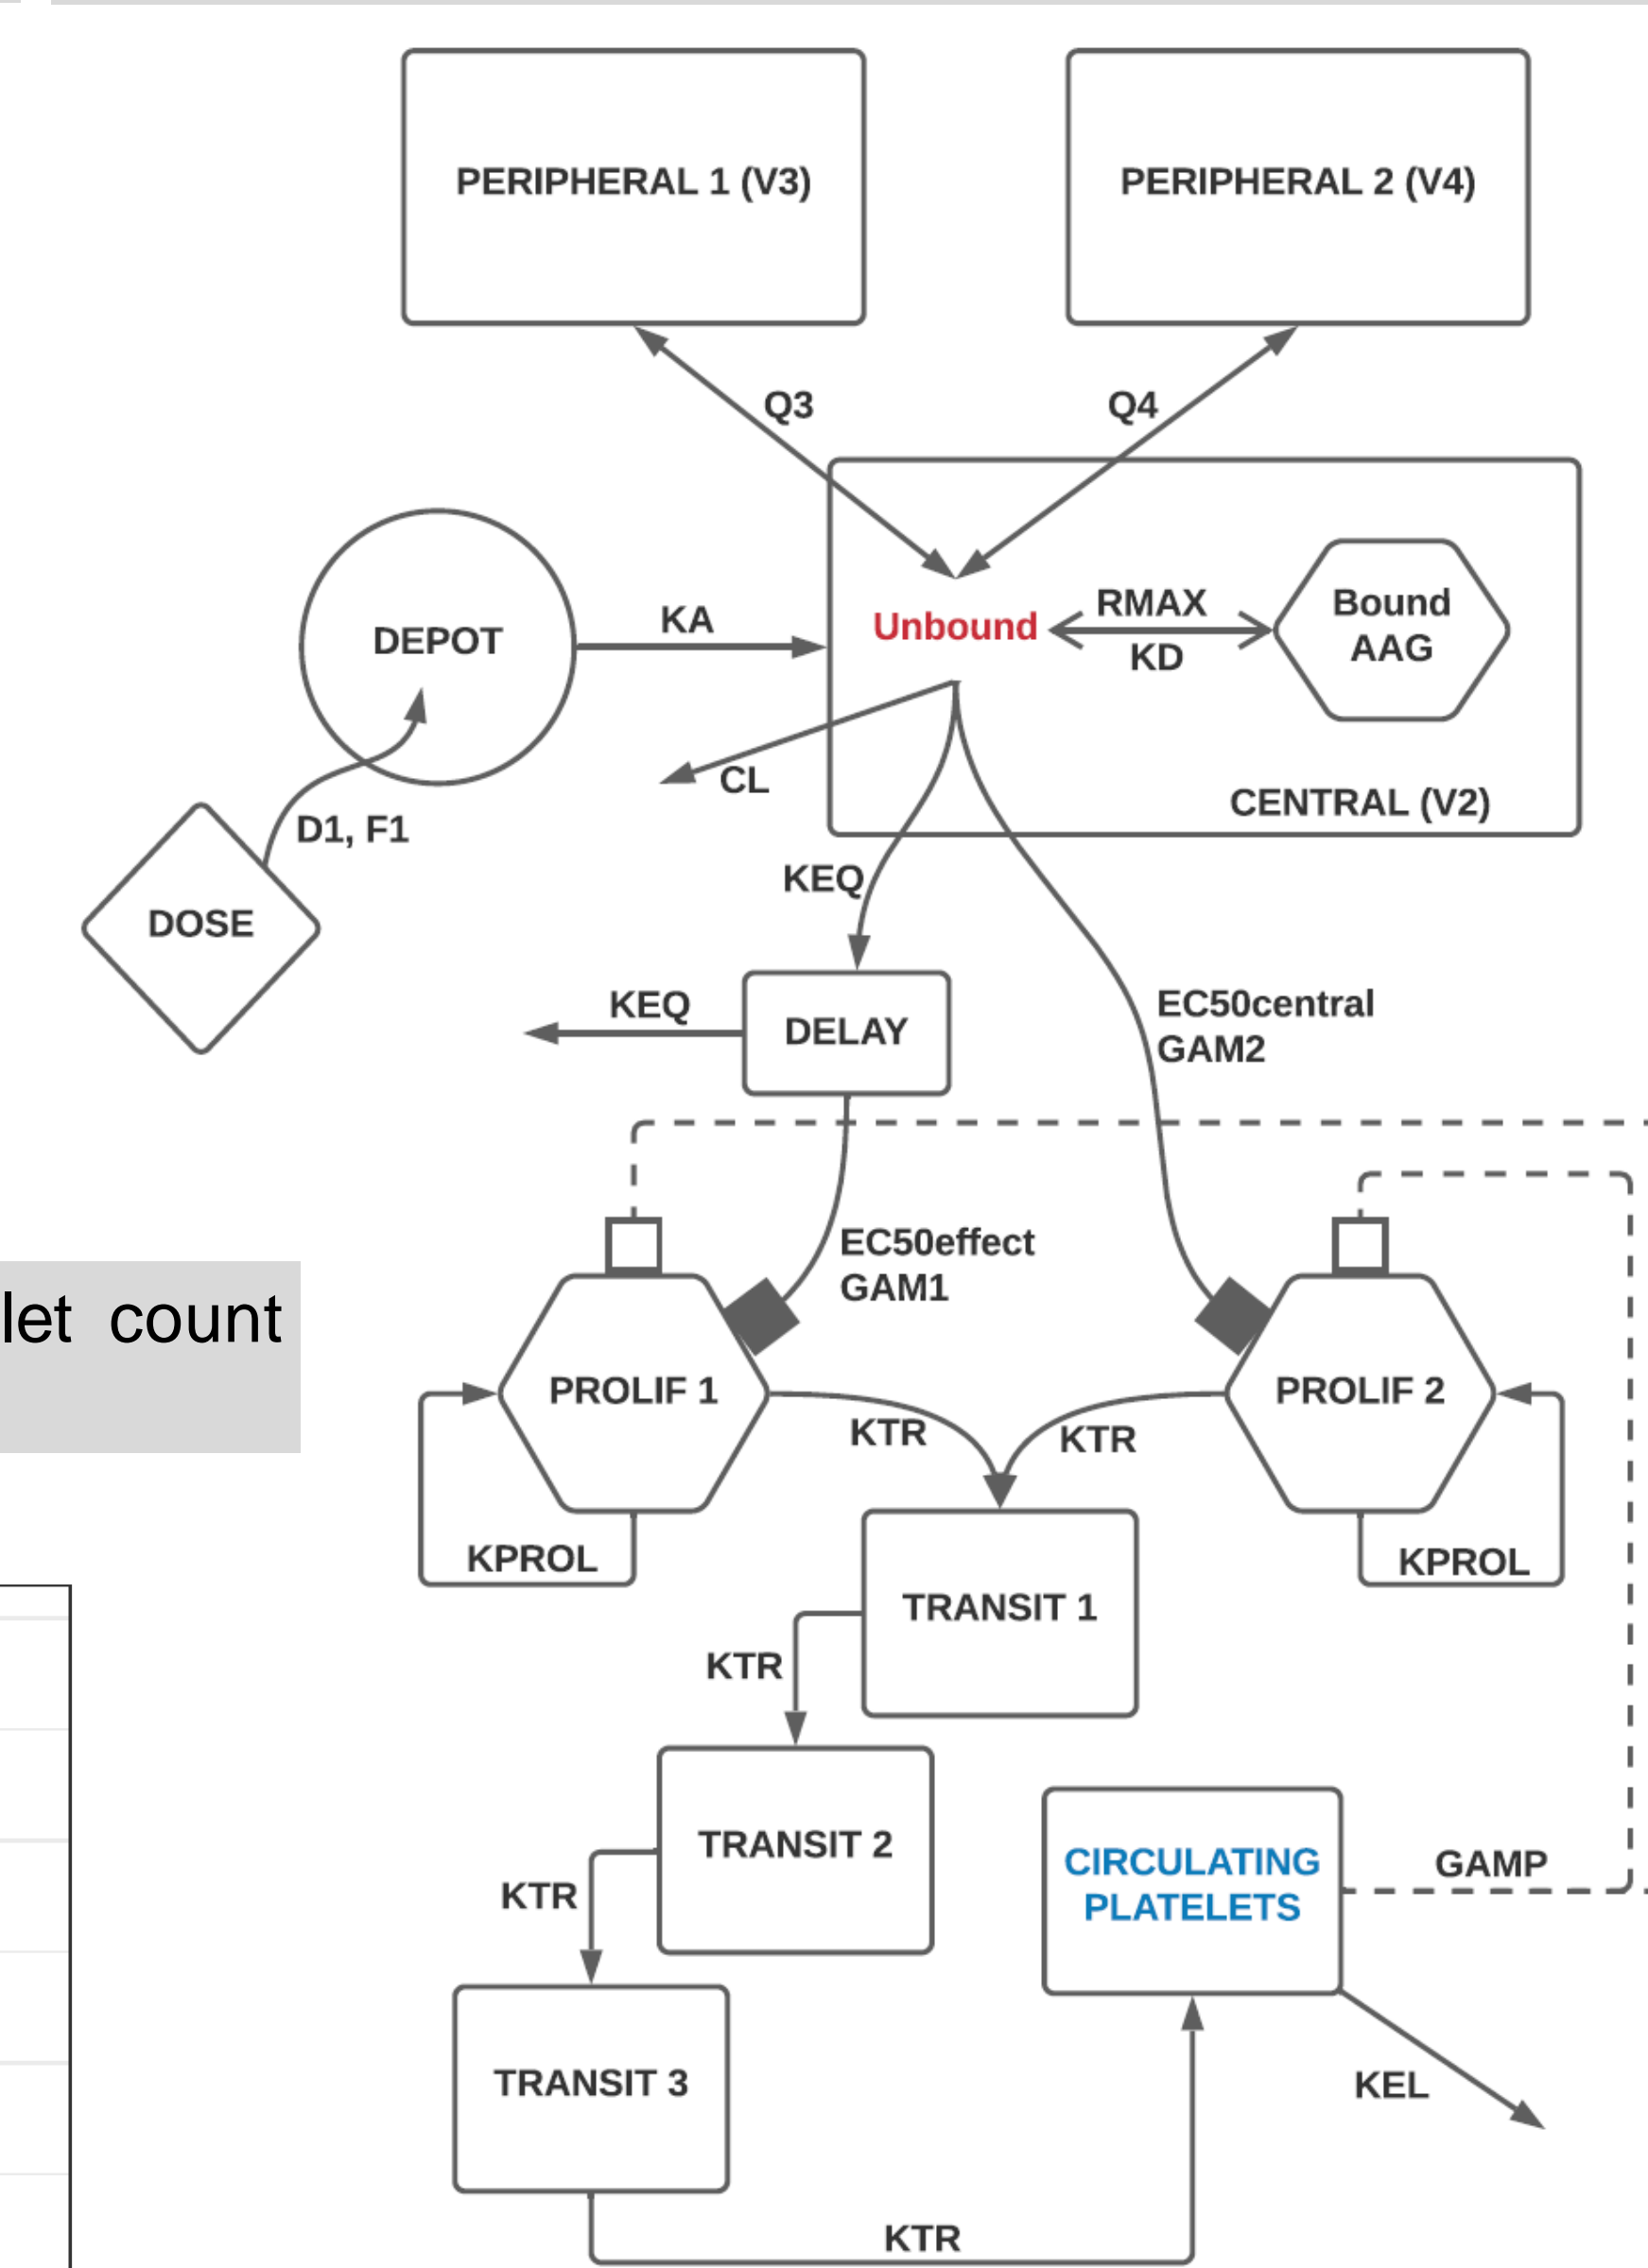 PERIPHERAL 1 (V3)
PERIPHERAL 2 (V4)
Q3
Q4
DEPOT
KA
Unbound
RMAX
KD
Bound
AAG
CL
CENTRAL (V2)
D1, F1
DOSE
KEQ
KEQ
DELAY
EC50central
GAM2
EC50effect
GAM1
let count
PROLIF 1
PROLIF 2
KTR
KTR
KPROL
KPROL
TRANSIT 1
KTR
TRANSIT 2
CIRCULATING
PLATELETS
GAMP
KTR
TRANSIT 3
KEL
KTR